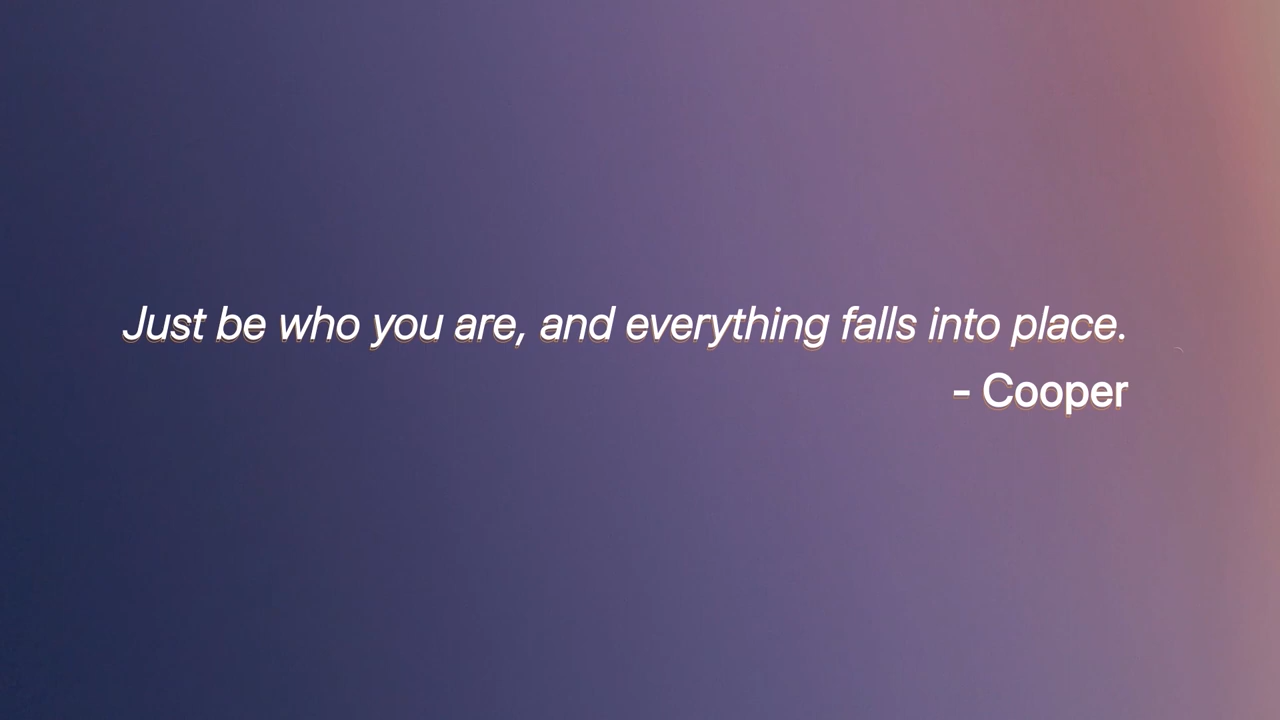 Just be who you are, and everything falls into place.
- Cooper